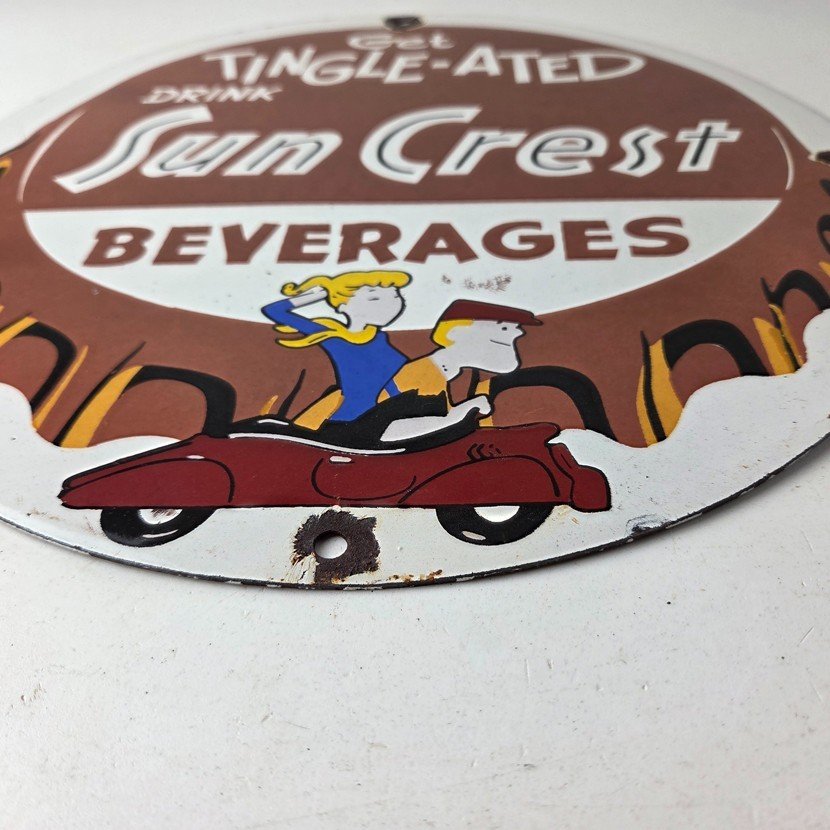 Get
TINGLE-ATED
DRINK
Sun Crest
BEVERAGES